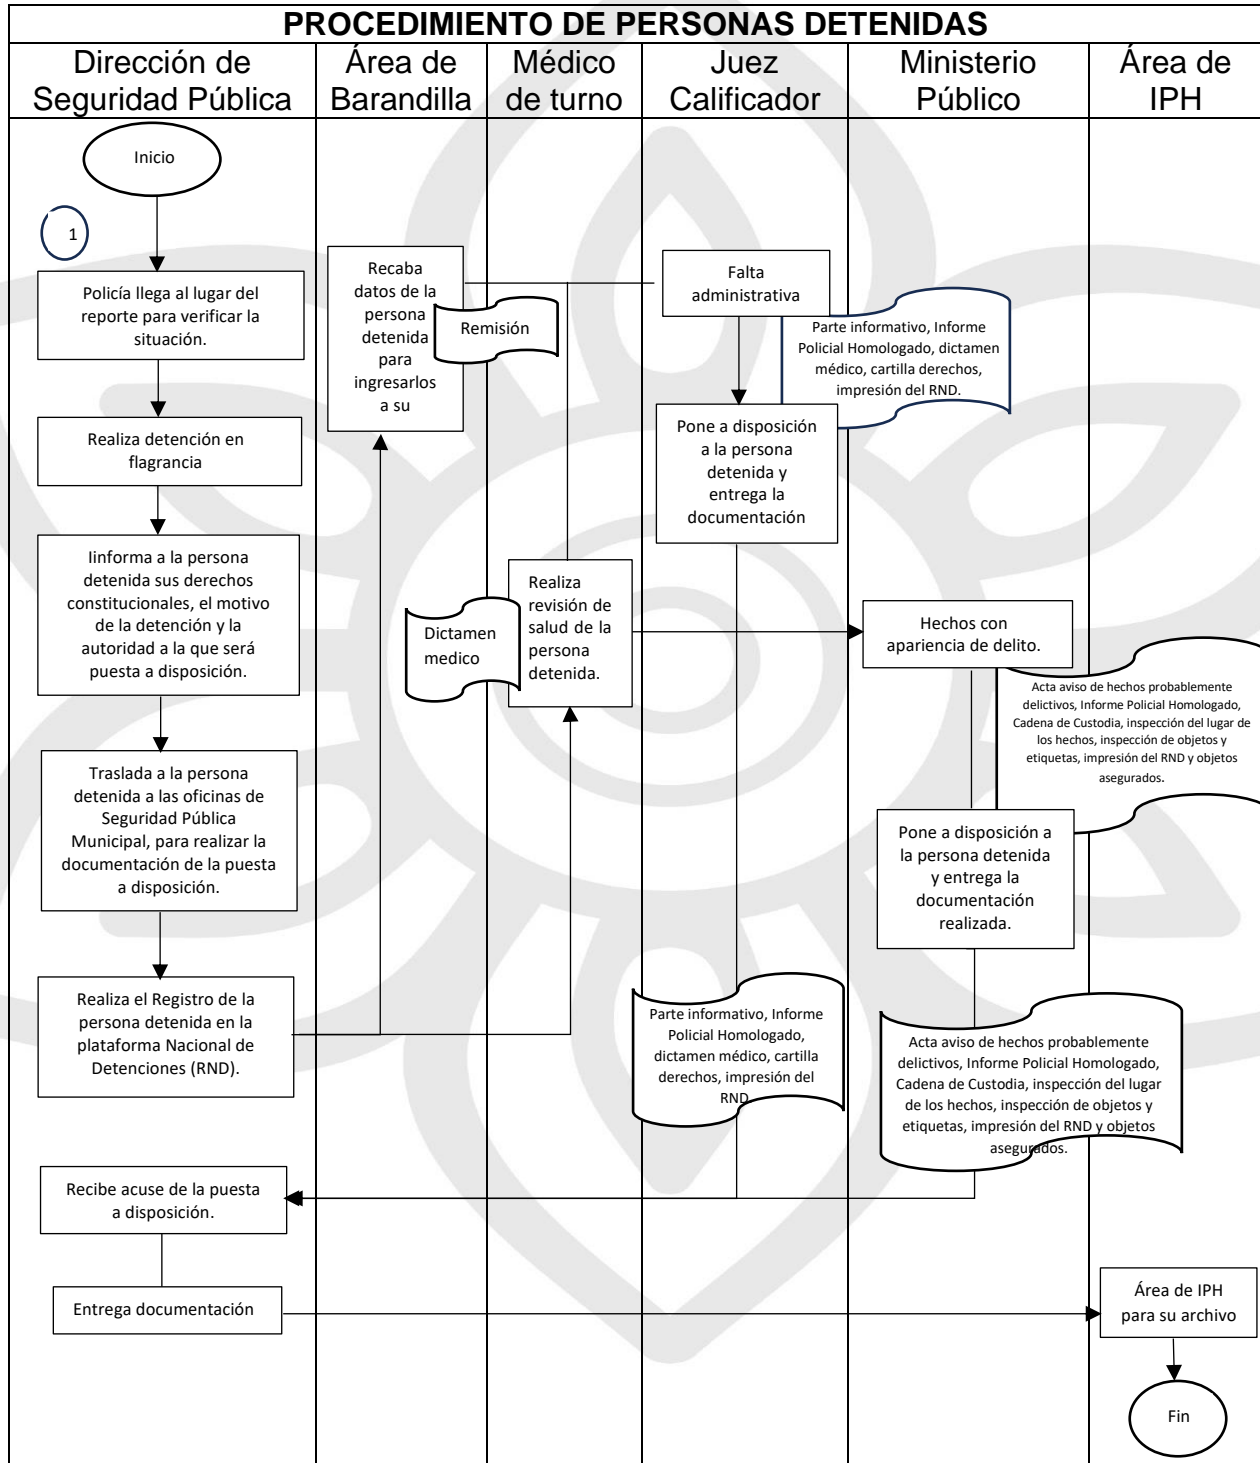 PROCEDIMIENTO DE PERSONAS DETENIDAS
Dirección de
Seguridad Pública
Área de
Barandilla
Médico
de turno
Juez
Calificador
Ministerio
Público
Área de
IPH
Inicio
1
Policía llega al lugar del
reporte para verificar la
situación.
Realiza detención en
flagrancia
Iinforma a la persona
detenida sus derechos
constitucionales, el motivo
de la detención y la
autoridad a la que será
puesta a disposición.
Traslada a la persona
detenida a las oficinas de
Seguridad Pública
Municipal, para realizar la
documentación de la puesta
a disposición.
Realiza el Registro de la
persona detenida en la
plataforma Nacional de
Detenciones (RND).
Recaba
datos de la
persona
detenida
para
ingresarlos
a su
Remisión
Dictamen
medico
Realiza
revisión de
salud de la
persona
detenida.
Falta
administrativa
Parte informativo, Informe
Policial Homologado, dictamen
médico, cartilla derechos,
impresión del RND.
Pone a disposición
a la persona
detenida y
entrega la
documentación
Hechos con
apariencia de delito.
Acta aviso de hechos probablemente
delictivos, Informe Policial Homologado,
Cadena de Custodia, inspección del lugar de
los hechos, inspección de objetos y
etiquetas, impresión del RND y objetos
asegurados.
Pone a disposición a
la persona detenida
y entrega la
documentación
realizada.
Parte informativo, Informe
Policial Homologado,
dictamen médico, cartilla
derechos, impresión del
RND.
Acta aviso de hechos probablemente
delictivos, Informe Policial Homologado,
Cadena de Custodia, inspección del lugar
de los hechos, inspección de objetos y
etiquetas, impresión del RND y objetos
asegurados.
Recibe acuse de la puesta
a disposición.
Entrega documentación
Área de IPH
para su archivo
Fin